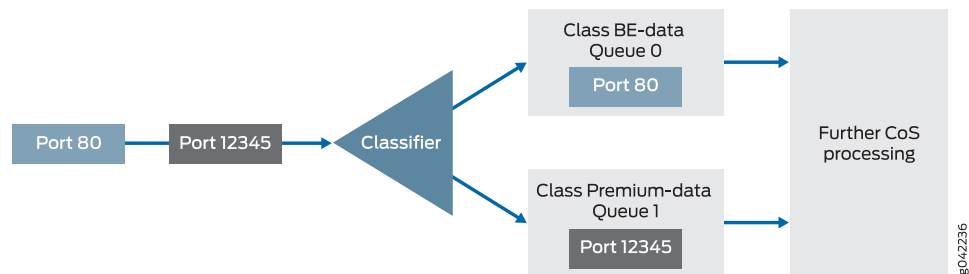 Port 80
Port 12345
Classifier
Class BE-data
Queue 0
Port 80
Class Premium-data
Queue 1
Port 12345
Further CoS
processing
g042236